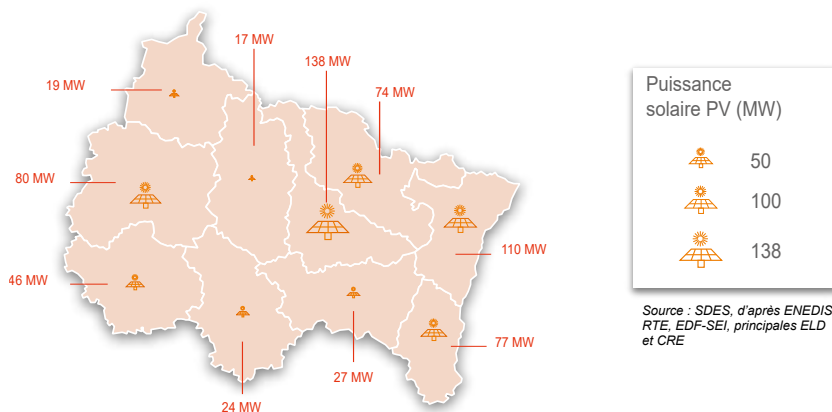 17 MW
138 MW
19 MW
74 MW
80 MW
110 MW
46 MW
77 MW
27 MW
24 MW
Puissance
solaire PV (MW)
50
100
138
Source : SDES, d'après ENEDIS
RTE, EDF-SEI, principales ELD
et CRE